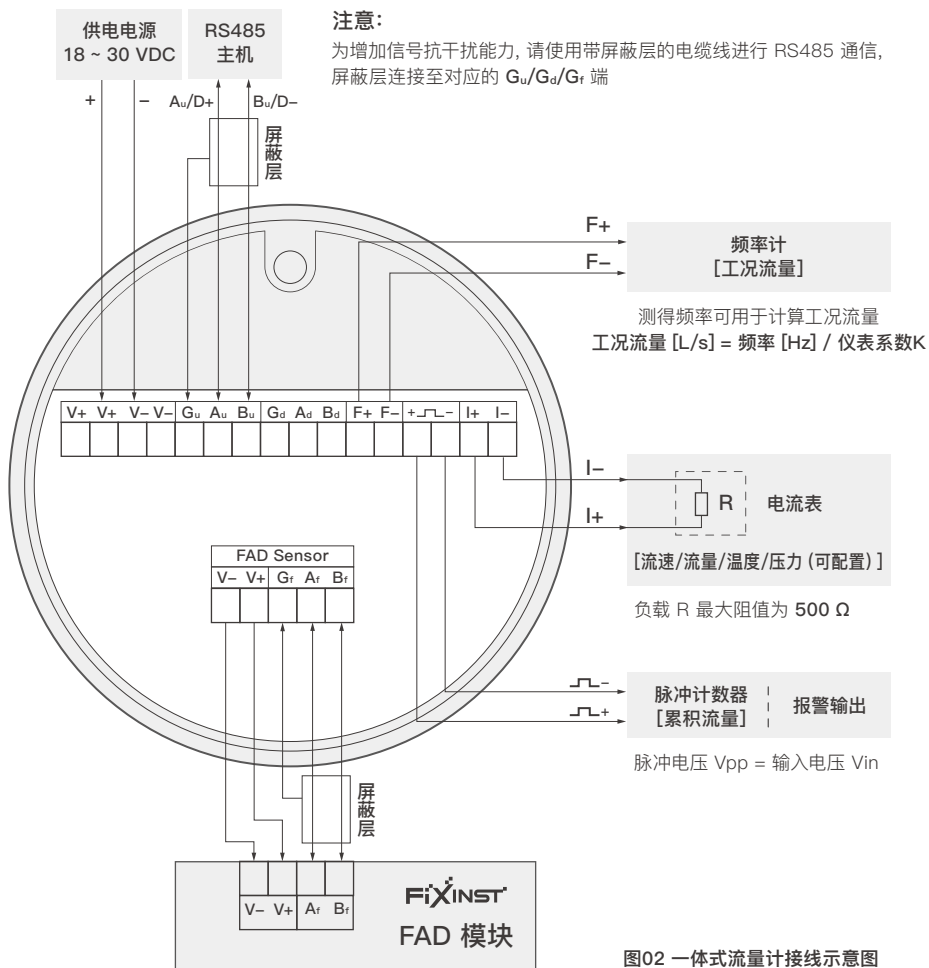 供电电源
18 ~ 30 VDC
RS485
主机
注意:
为增加信号抗干扰能力, 请使用带屏蔽层的电缆线进行 RS485 通信,
屏蔽层连接至对应的 Gu/Gd/Gf 端
+ − Au/D+ Bu/D−
屏蔽层
F+
F−
频率计
[工况流量]
测得频率可用于计算工况流量
工况流量 [L/s] = 频率 [Hz] / 仪表系数K
V+ V+ V− V− Gu Au Bu Gd Ad Bd F+ F− + − I+ I−
I−
I+
R 电流表
[流速/流量/温度/压力 (可配置) ]
负载 R 最大阻值为 500 Ω
FAD Sensor
V− V+ Gf Af Bf
−
+
脉冲计数器
[累积流量]
报警输出
脉冲电压 Vpp = 输入电压 Vin
屏蔽层
V− V+ Af Bf
FiXINST
FAD 模块
图02 一体式流量计接线示意图